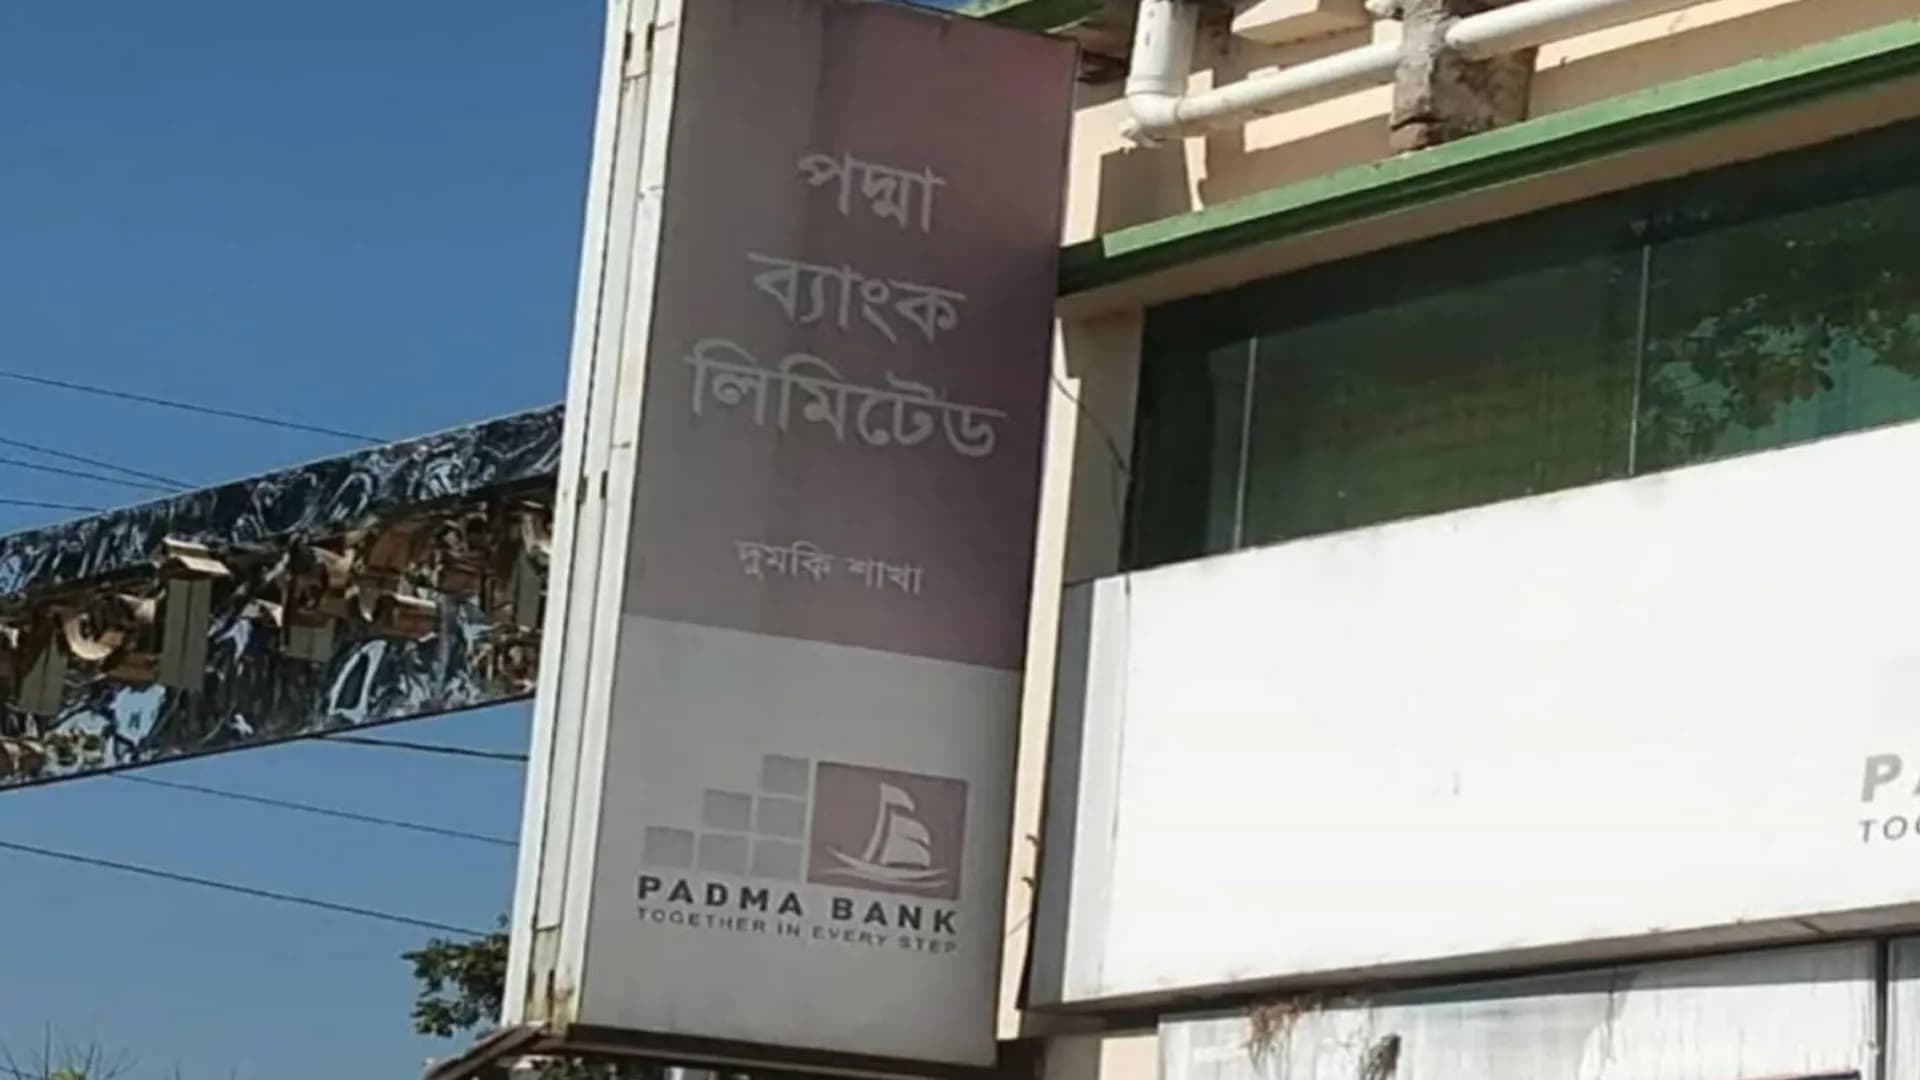 পদ্মা
ব্যাংক
লিমিটেড
দুমকি শাখা
PADMA BANK
TOGETHER IN EVERY STEP